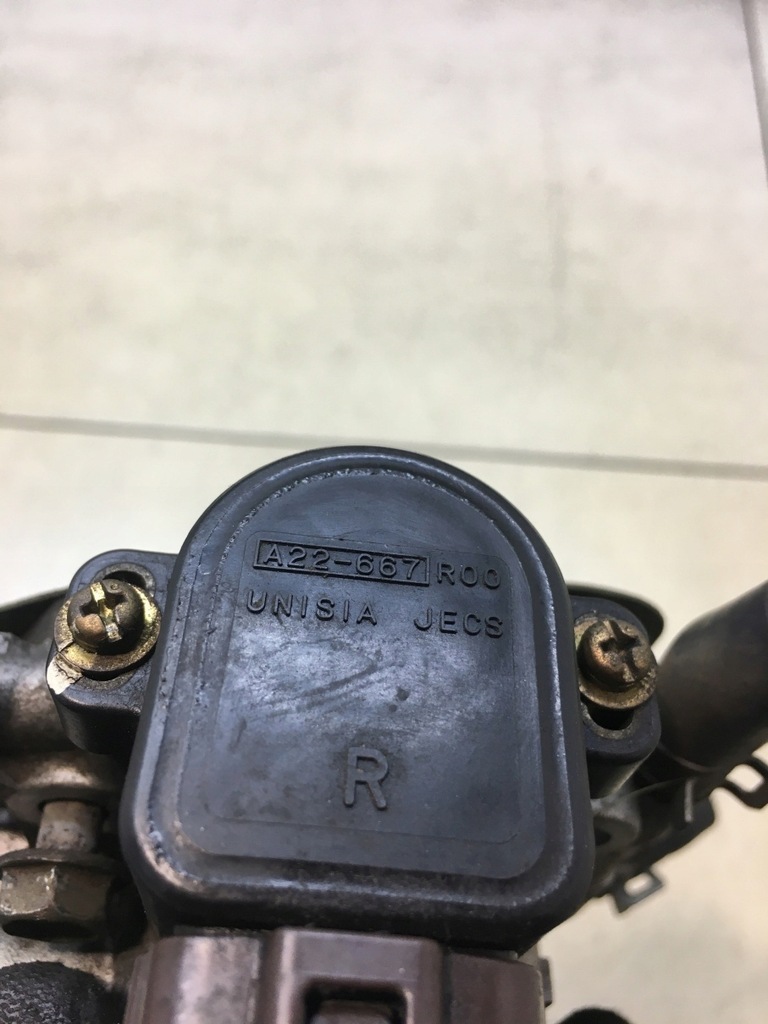 A22-667 R00
UNISIA JECS
R